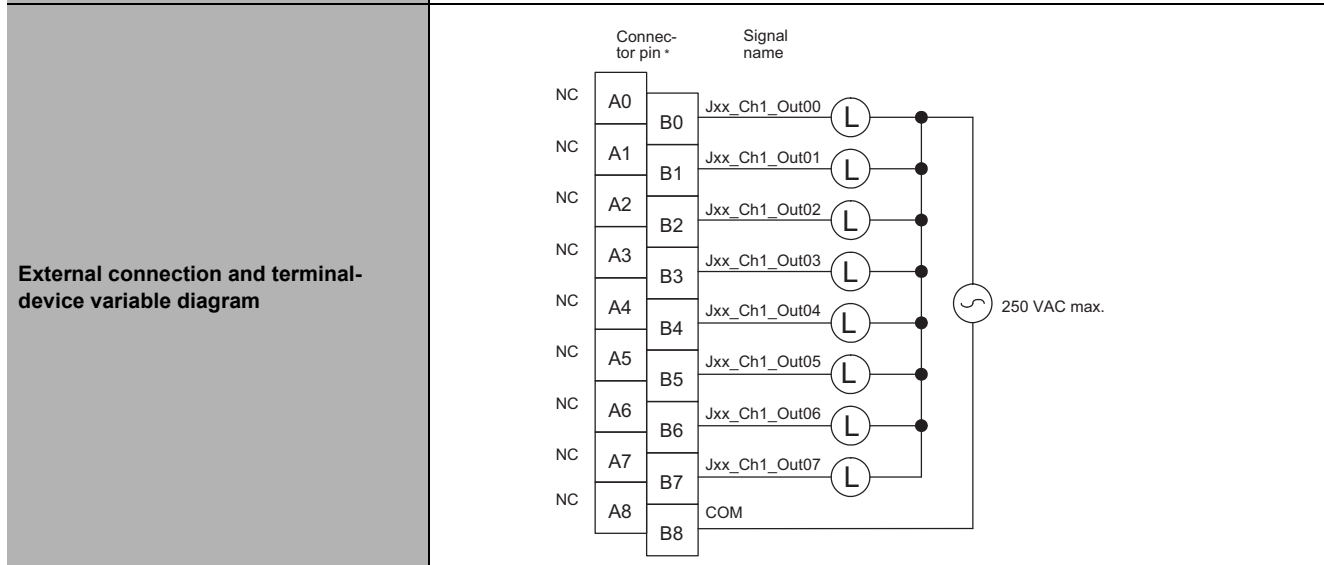 External connection and terminal-
device variable diagram
Connec-
tor pin *
Signal
name
NC
A0
B0
Jxx_Ch1_Out00
L
NC
A1
B1
Jxx_Ch1_Out01
L
NC
A2
B2
Jxx_Ch1_Out02
L
NC
A3
B3
Jxx_Ch1_Out03
L
NC
A4
B4
Jxx_Ch1_Out04
L
250 VAC max.
NC
A5
B5
Jxx_Ch1_Out05
L
NC
A6
B6
Jxx_Ch1_Out06
L
NC
A7
B7
Jxx_Ch1_Out07
L
NC
A8
B8
COM